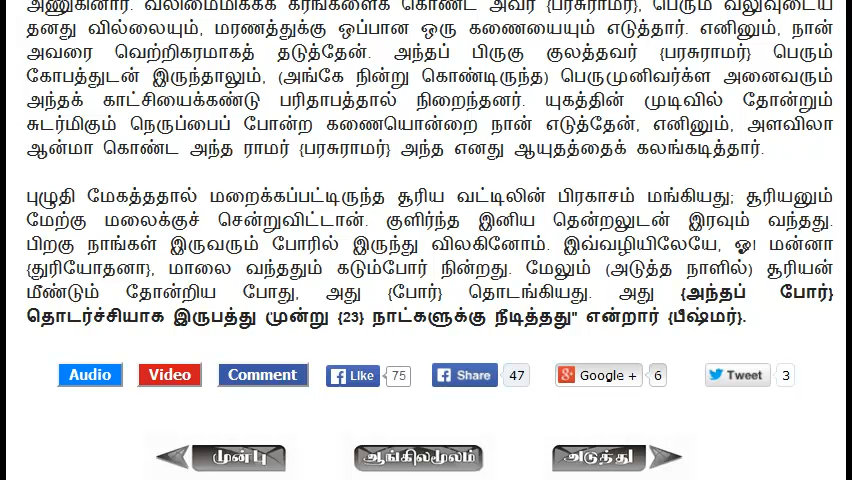 அணுகினார். வலிமைமிக்கக் கரங்களைக் கொண்ட அவர் {பரசுராமர்}, பெரும் வலுவுடைய
தனது வில்லையும், மரணத்துக்கு ஒப்பான ஒரு கணையையும் எடுத்தார். எனினும், நான்
அவரை வெற்றிகரமாகத் தடுத்தேன். அந்தப் பிருகு குலத்தவர் {பரசுராமர்} பெரும்
கோபத்துடன் இருந்தாலும், (அங்கே நின்று கொண்டிருந்த) பெருமுனிவர்க்ள அனைவரும்
அந்தக் காட்சியைக்கண்டு பரிதாபத்தால் நிறைந்தனர். யுகத்தின் முடிவில் தோன்றும்
சுடர்மிகும் நெருப்பைப் போன்ற கணையொன்றை நான் எடுத்தேன், எனினும், அளவிலா
ஆன்மா கொண்ட அந்த ராமர் {பரசுராமர்} அந்த எனது ஆயுதத்தைக் கலங்கடித்தார்.
புழுதி மேகத்ததால் மறைக்கப்பட்டிருந்த சூரிய வட்டிலின் பிரகாசம் மங்கியது; சூரியனும்
மேற்கு மலைக்குச் சென்றுவிட்டான். குளிர்ந்த இனிய தென்றலுடன் இரவும் வந்தது.
பிறகு நாங்கள் இருவரும் போரில் இருந்து விலகினோம். இவ்வழியிலேயே, ஓ! மன்னா
{துரியோதனா}, மாலை வந்ததும் கடும்போர் நின்றது. மேலும் (அடுத்த நாளில்) சூரியன்
மீண்டும் தோன்றிய போது, அது {போர்} தொடங்கியது. அது {அந்தப் போர்}
தொடர்ச்சியாக இருபத்து முன்று {23} நாட்களுக்கு நீடித்தது" என்றார் {பீஷ்மர்}.
Audio Video Comment Like 75 Share 47 Google + 6 Tweet 3
முன்பு ஆங்கிலமூலம் அடுத்து